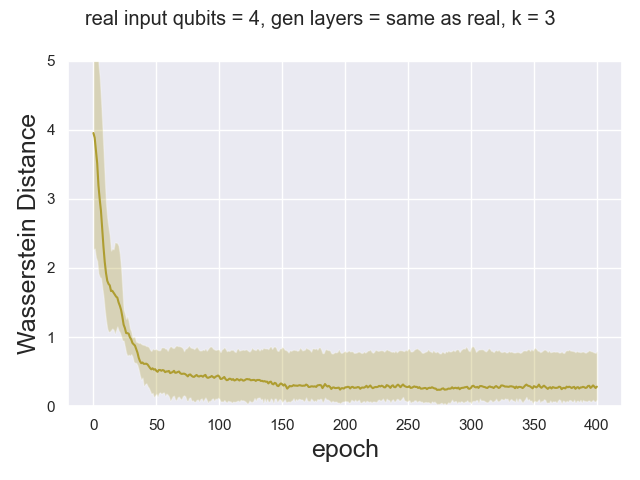 real input qubits = 4, gen layers = same as real, k = 3
5
4
3
2
1
0
Wasserstein Distance
0 50 100 150 200 250 300 350 400
epoch